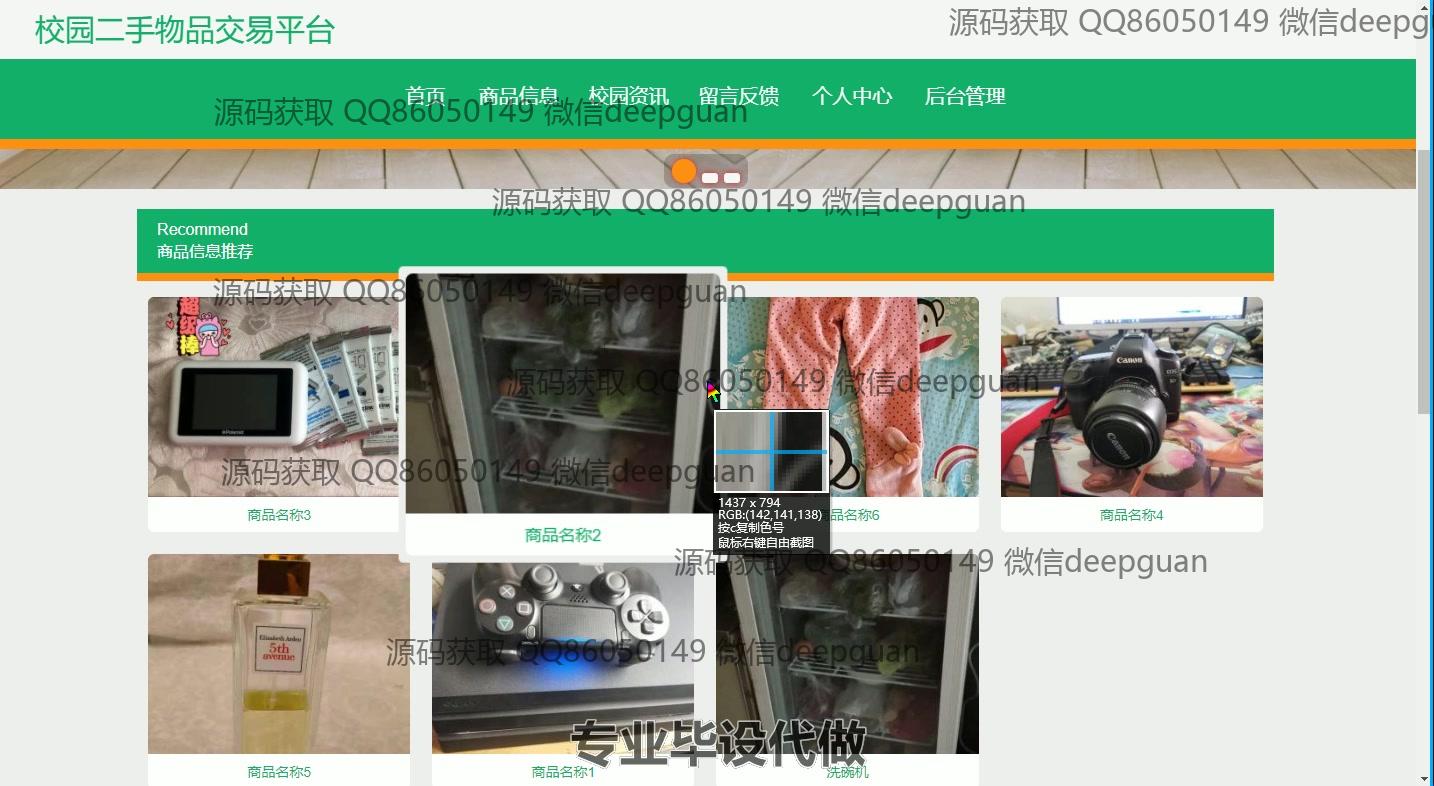 校园二手物品交易平台
源码获取 QQ86050149 微信deepg
首页 商品信息 校园资讯 留言反馈 个人中心 后台管理
源码获取 QQ86050149 微信deepguan
源码获取 QQ86050149 微信deepguan
Recommend
商品信息推荐
源码获取 QQ86050149 微信deepguan
超级棒
Polaroid
Canon
EOS
Canon
源码获取 QQ86050149 微信deepguan
源码获取 QQ86050149 微信deepguan
1437 x 794
RGB:(142,141,138)
按c复制色号
鼠标右键自由截图
商品名称3
商品名称2
品名称6
商品名称4
源码获取 QQ86050149 微信deepguan
Elizabeth Arden
5th
avenue
源码获取 QQ86050149 微信deepguan
专业毕设代做
商品名称5
商品名称1
洗碗机